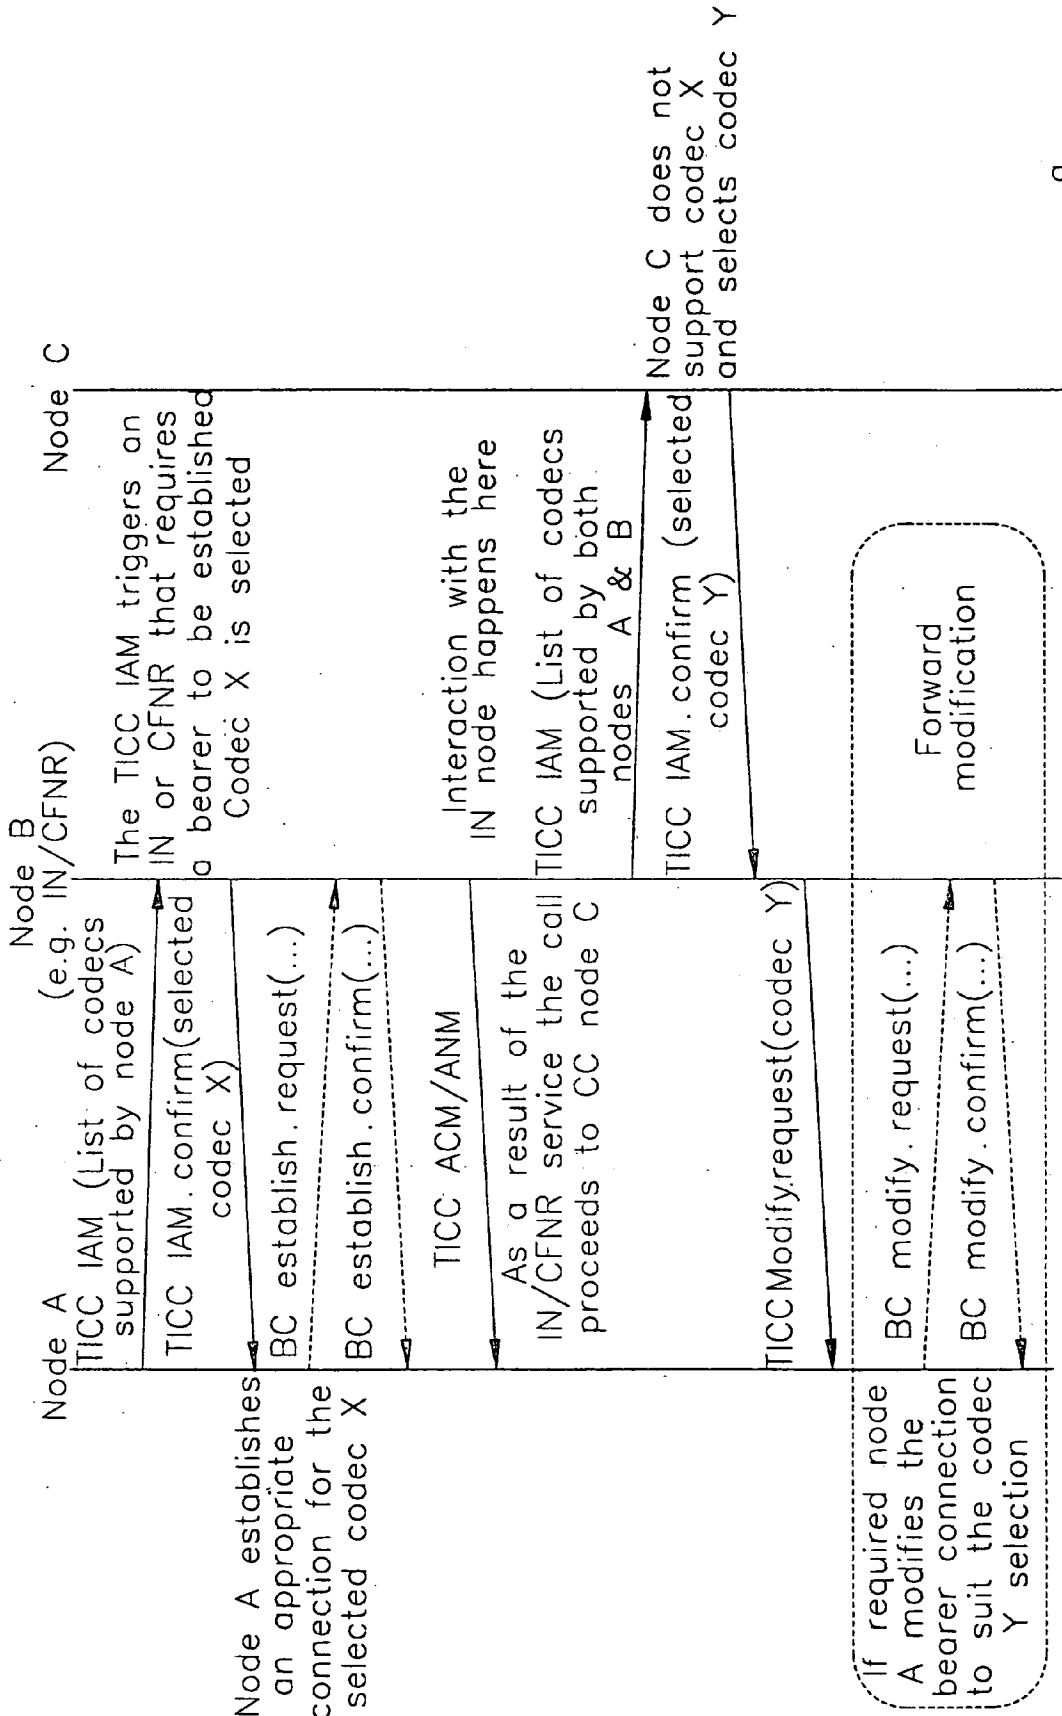 Node A
Node B
(e.g. IN/CFNR)
Node C
TICC IAM (List of codecs
supported by node A)
The TICC IAM triggers an
IN or CFNR that requires
a bearer to be established
Codec X is selected
TICC IAM.confirm(selected
codec X)
Node A establishes
an appropriate
connection for the
selected codec X
BC establish.request(...)
BC establish.confirm(...)
TICC ACM/ANM
Interaction with the
IN node happens here
As a result of the
IN/CFNR service the call
proceeds to CC node C
TICC IAM (List of codecs
supported by both
nodes A & B
Node C does not
support codec X
and selects codec Y
TICC IAM.confirm (selected
codec Y)
TICCModify.request(codec Y)
If required node
A modifies the
bearer connection
to suit the codec
Y selection
BC modify.request(...)
BC modify.confirm(...)
Forward
modification